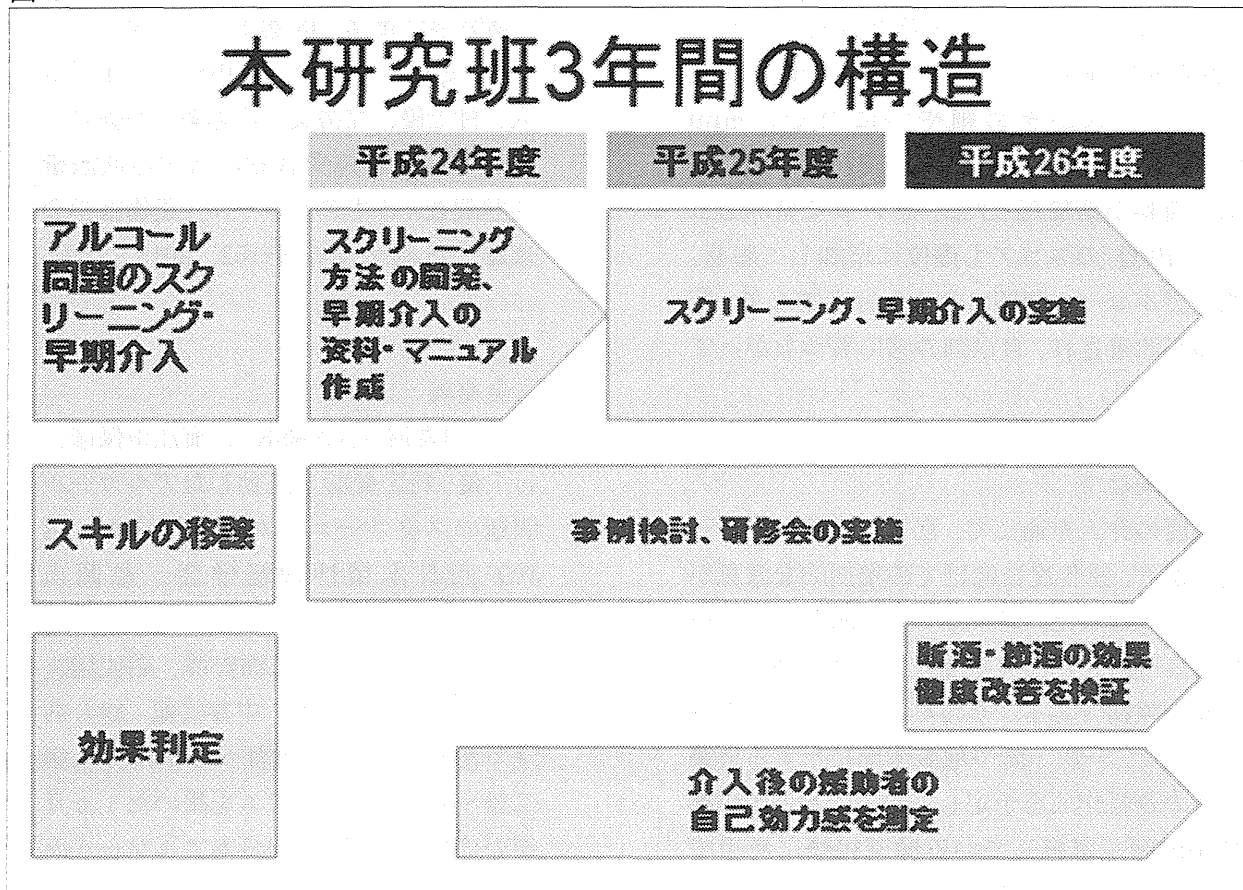 本研究班3年間の構造
平成24年度
平成25年度
平成26年度
アルコール
問題のスク
リーニング・
早期介入
スクリーニング
方法の開発、
早期介入の
資料・マニュアル
作成
スクリーニング、早期介入の実施
スキルの移譲
事例検討、研修会の実施
効果判定
断酒・節酒の効果
健康改善を検証
介入後の援助者の
自己効力感を測定